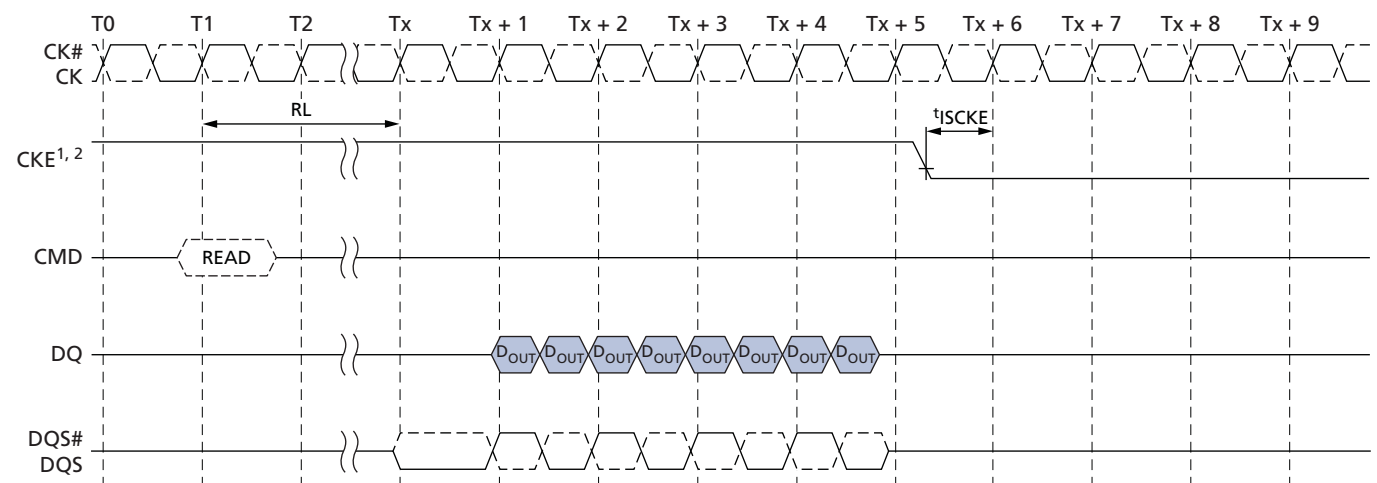 T0 T1 T2 Tx Tx + 1 Tx + 2 Tx + 3 Tx + 4 Tx + 5 Tx + 6 Tx + 7 Tx + 8 Tx + 9
CK#
CK
RL
tISCKE
CKE1, 2
CMD READ
DQ DOUT DOUT DOUT DOUT DOUT DOUT DOUT DOUT
DQS#
DQS